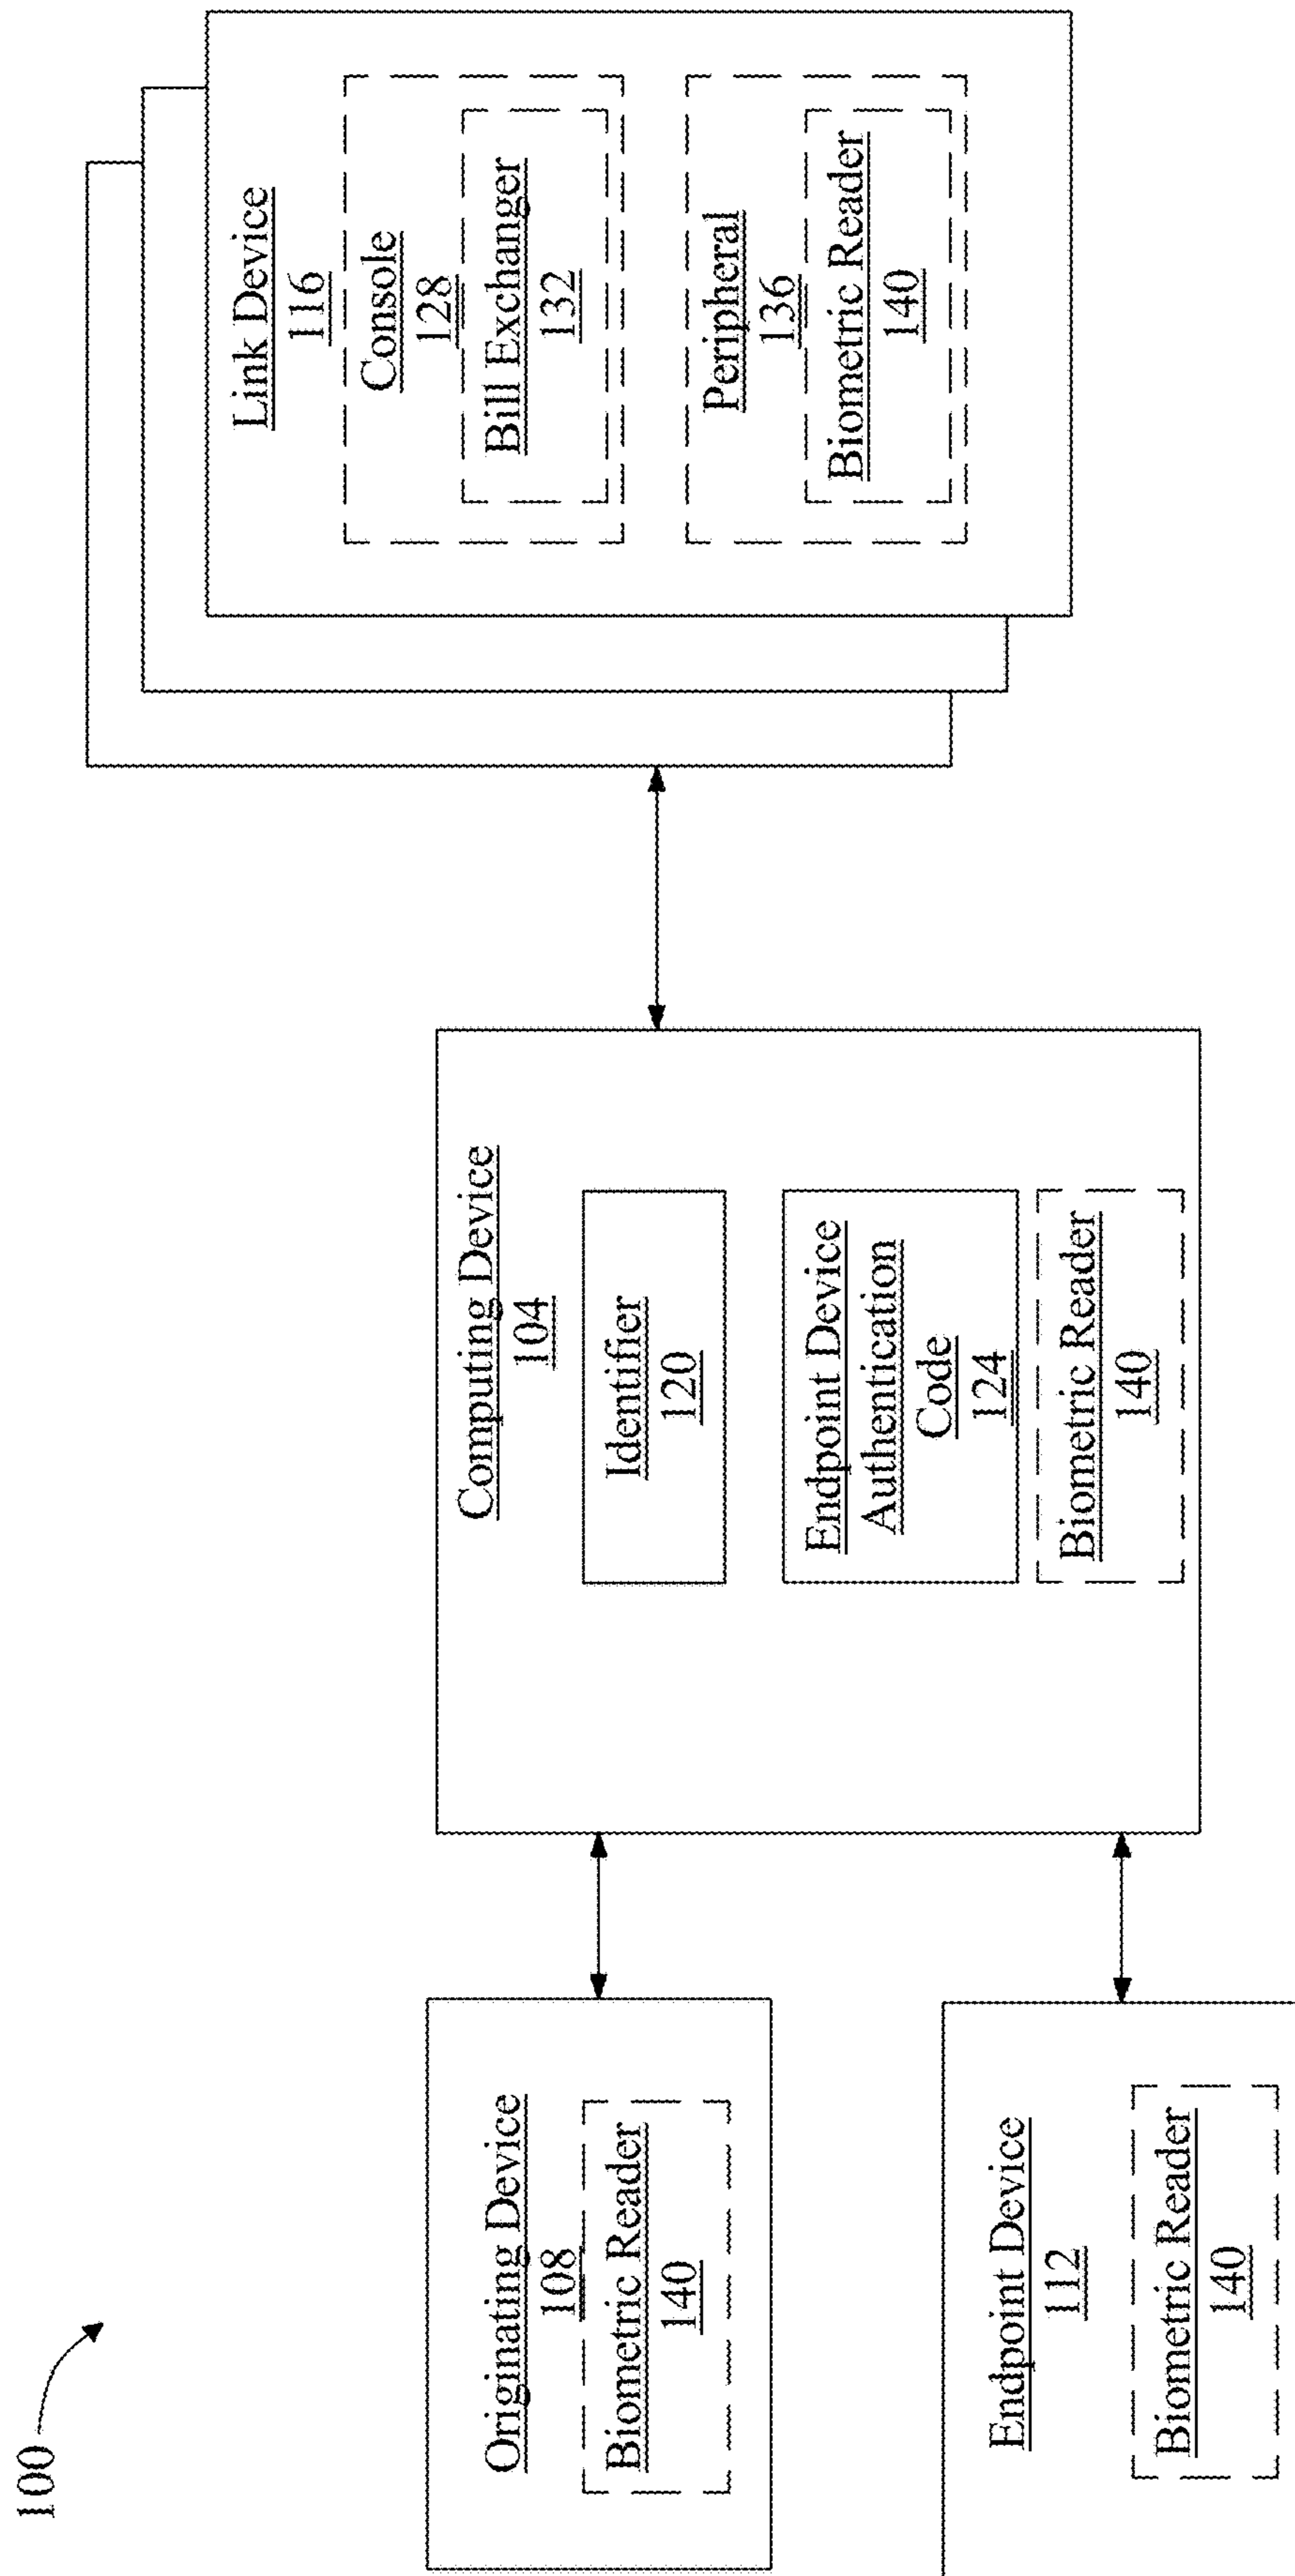 100
Originating Device
108
Biometric Reader
140
Endpoint Device
112
Biometric Reader
140
Computing Device
104
Identifier
120
Endpoint Device
Authentication
Code
124
Biometric Reader
140
Link Device
116
Console
128
Bill Exchanger
132
Peripheral
136
Biometric Reader
140